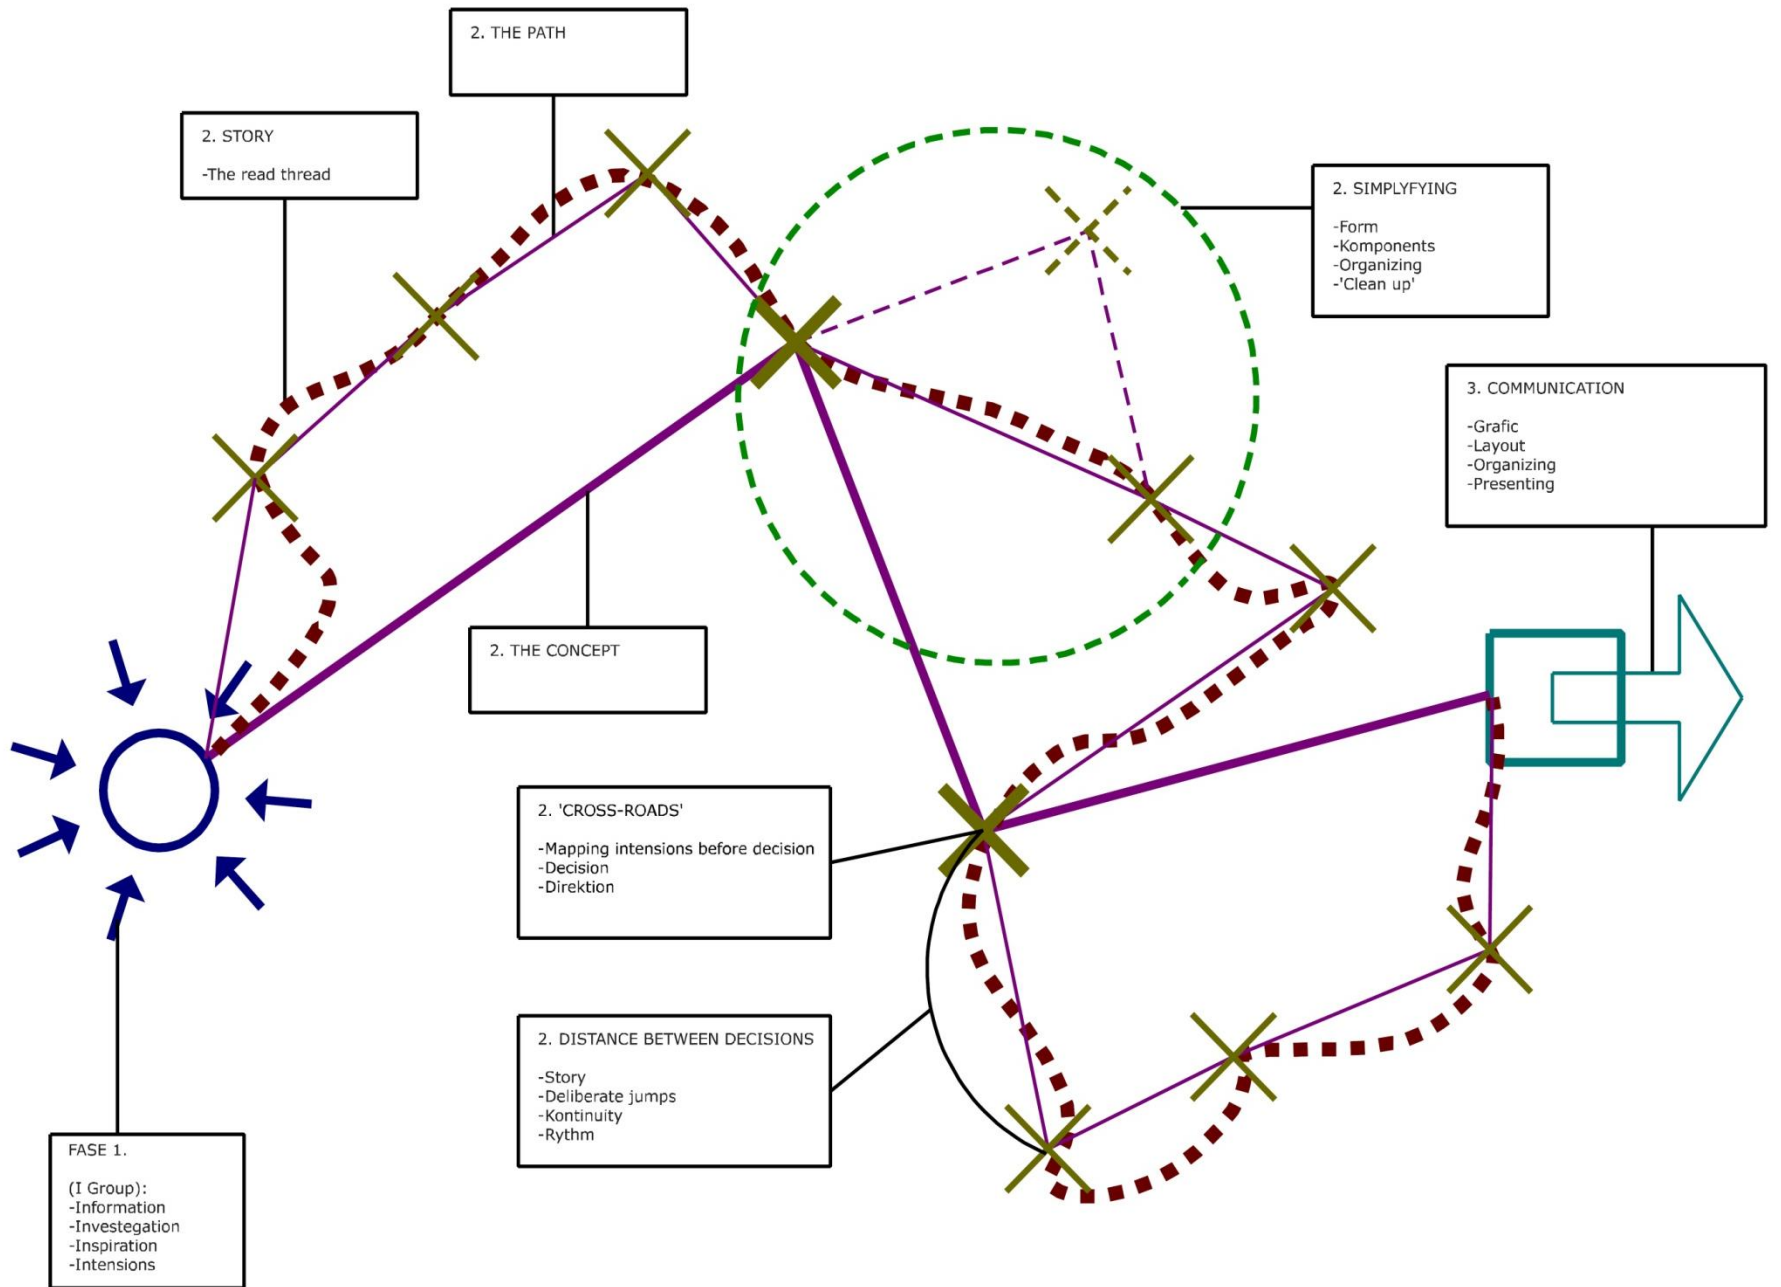 2. THE PATH
2. STORY
-The read thread
2. SIMPLYFYING
-Form
-Komponents
-Organizing
-'Clean up'
3. COMMUNICATION
-Grafic
-Layout
-Organizing
-Presenting
2. THE CONCEPT
2. 'CROSS-ROADS'
-Mapping intensions before decision
-Decision
-Direktion
2. DISTANCE BETWEEN DECISIONS
-Story
-Deliberate jumps
-Kontinuity
-Rythm
FASE 1.
(I Group):
-Information
-Investegation
-Inspiration
-Intensions